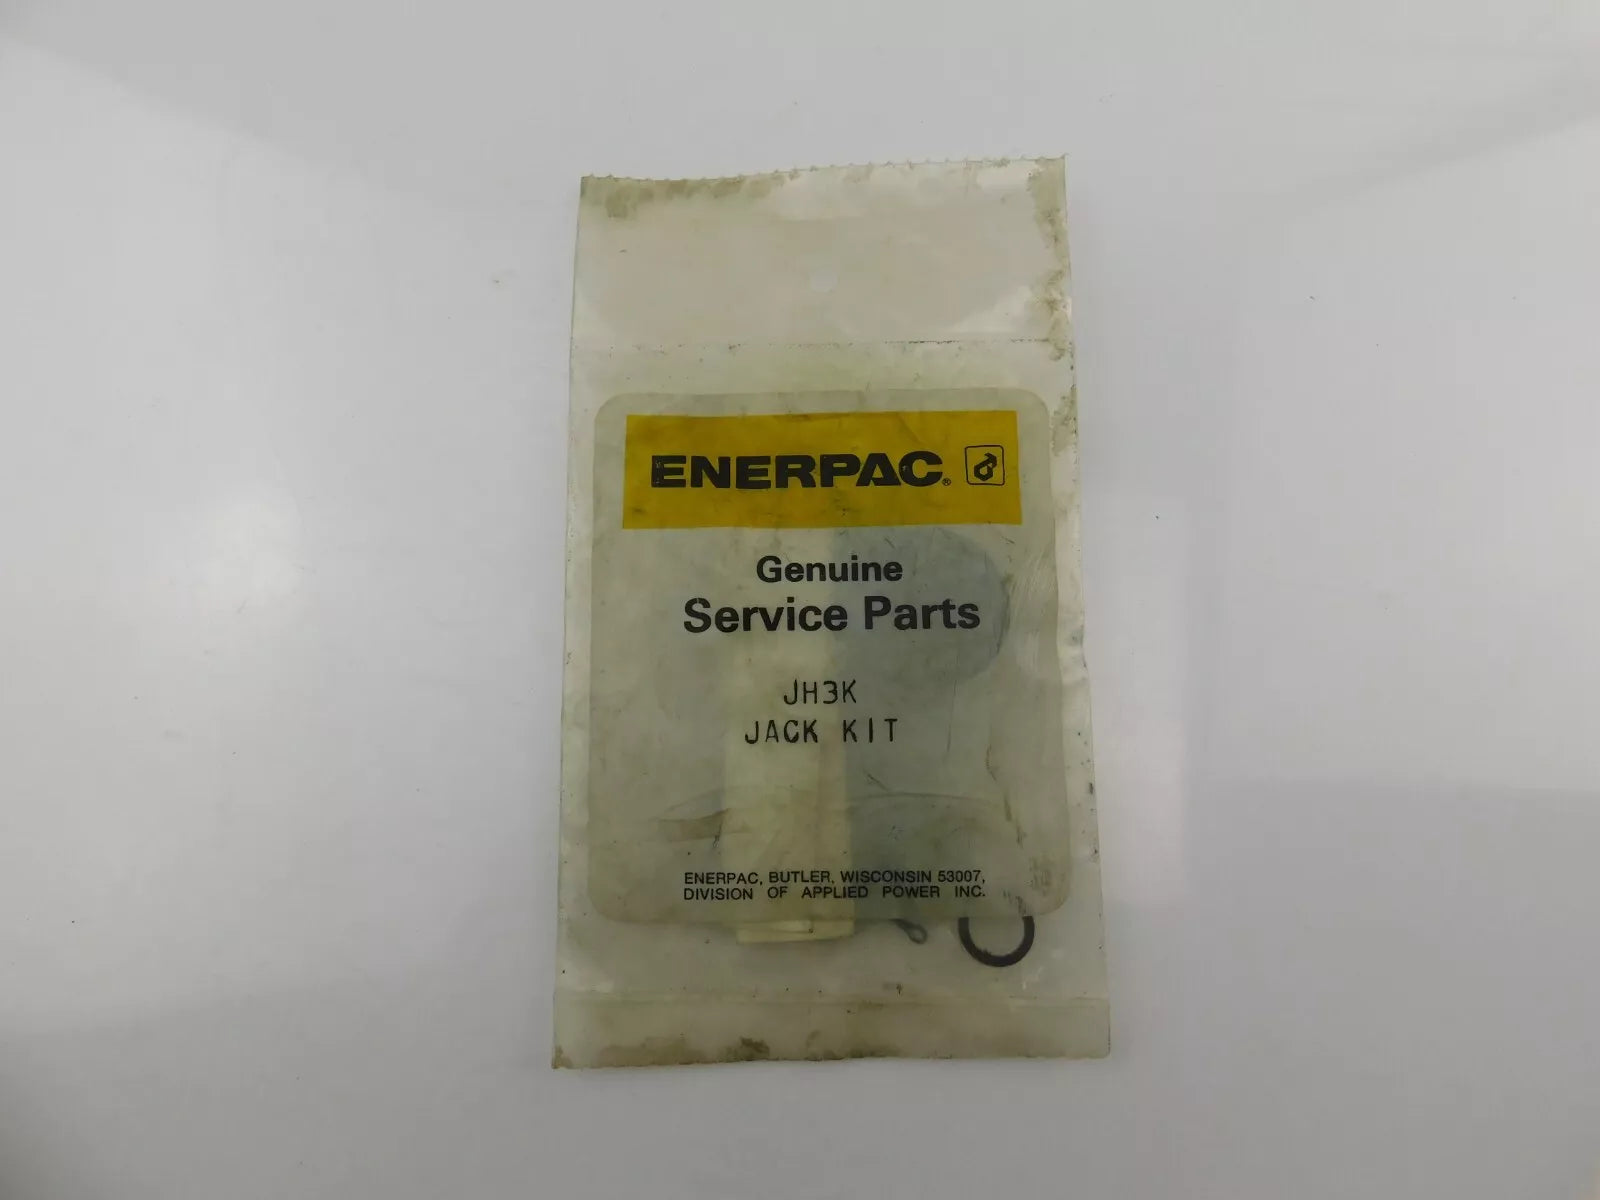 ENERPAC®
Genuine
Service Parts
JH3K
JACK KIT
ENERPAC, BUTLER, WISCONSIN 53007,
DIVISION OF APPLIED POWER INC.